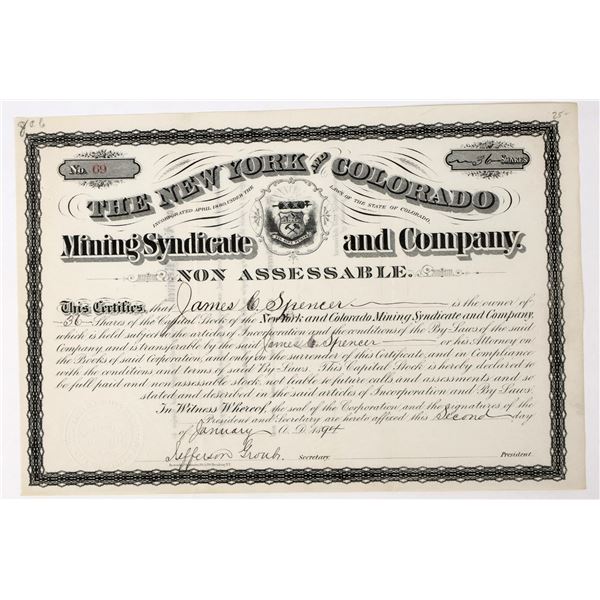 25-
No. 69
36 SHARES
THE NEW YORK AND COLORADO
INCORPORATED APRIL UNDER THE LAWS OF THE STATE OF COLORADO.
Mining Syndicate and Company.
NON ASSESSABLE.
This Certifies, that James C Spencer is the owner of
36 Shares of the Capital Stock of the New York and Colorado Mining Syndicate and Company,
which is held subject to the articles of Incorporation and the conditions of the By-Laws of the said
Company, and is transferable by the said James C Spencer or his Attorney on
the Books of said Corporation, and only on the surrender of this Certificate, and in Compliance
with the conditions and terms of said By-Laws. This Capital Stock is hereby declared to
be full paid and non assessable stock, not liable to future calls and assessments and so
stated and described in the said articles of Incorporation and By-Laws.
In Witness Whereof, the seal of the Corporation and the signatures of the
President and Secretary are hereto affixed this Second day
of January A.D. 1894
Jefferson Secretary. President.